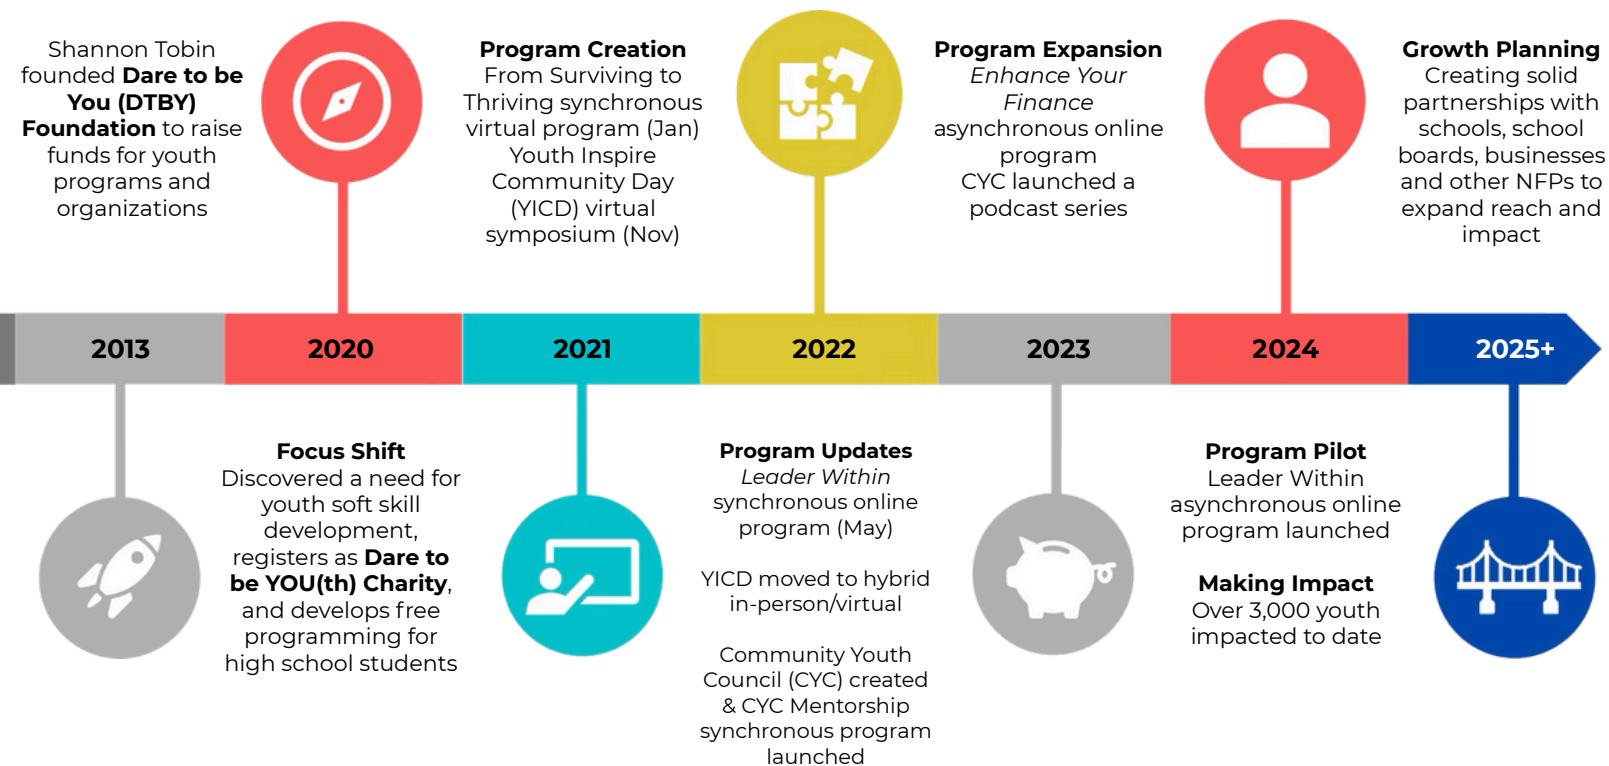 Shannon Tobin
founded Dare to be
You (DTBY)
Foundation to raise
funds for youth
programs and
organizations
Program Creation
From Surviving to
Thriving synchronous
virtual program (Jan)
Youth Inspire
Community Day
(YICD) virtual
symposium (Nov)
Program Expansion
Enhance Your
Finance
asynchronous online
program
CYC launched a
podcast series
Growth Planning
Creating solid
partnerships with
schools, school
boards, businesses
and other NFPs to
expand reach and
impact
2013
2020
2021
2022
2023
2024
2025+
Focus Shift
Discovered a need for
youth soft skill
development,
registers as Dare to
be YOU(th) Charity,
and develops free
programming for
high school students
Program Updates
Leader Within
synchronous online
program (May)
YICD moved to hybrid
in-person/virtual
Community Youth
Council (CYC) created
& CYC Mentorship
synchronous program
launched
Program Pilot
Leader Within
asynchronous online
program launched
Making Impact
Over 3,000 youth
impacted to date